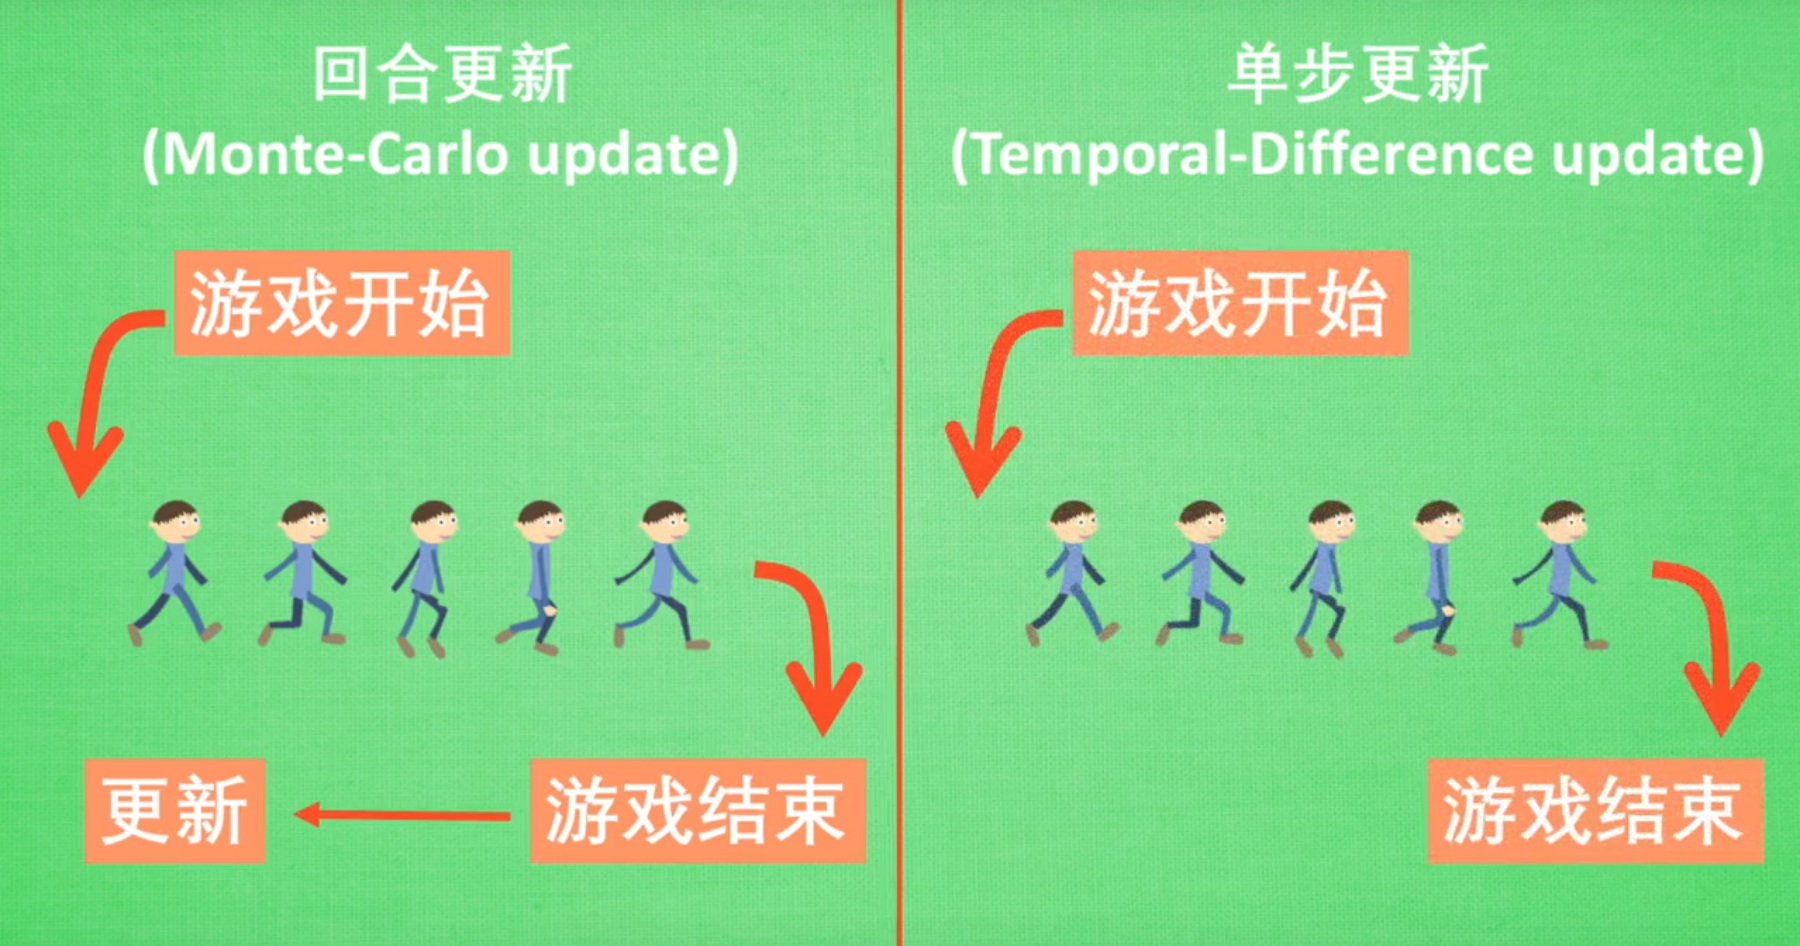 回合更新
(Monte-Carlo update)
游戏开始
更新
游戏结束
单步更新
(Temporal-Difference update)
游戏开始
游戏结束